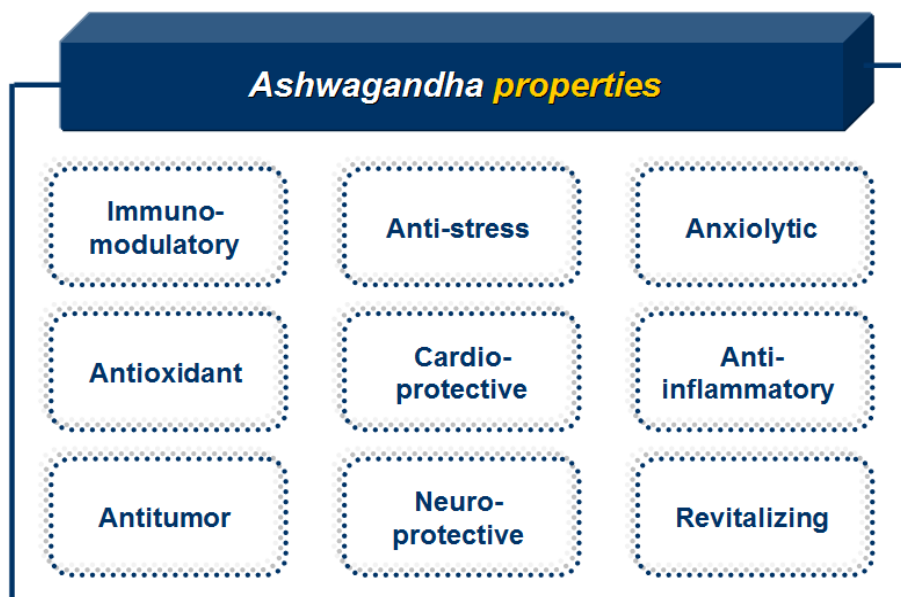 Ashwagandha properties
Immuno-
modulatory
Anti-stress
Anxiolytic
Antioxidant
Cardio-
protective
Anti-
inflammatory
Antitumor
Neuro-
protective
Revitalizing